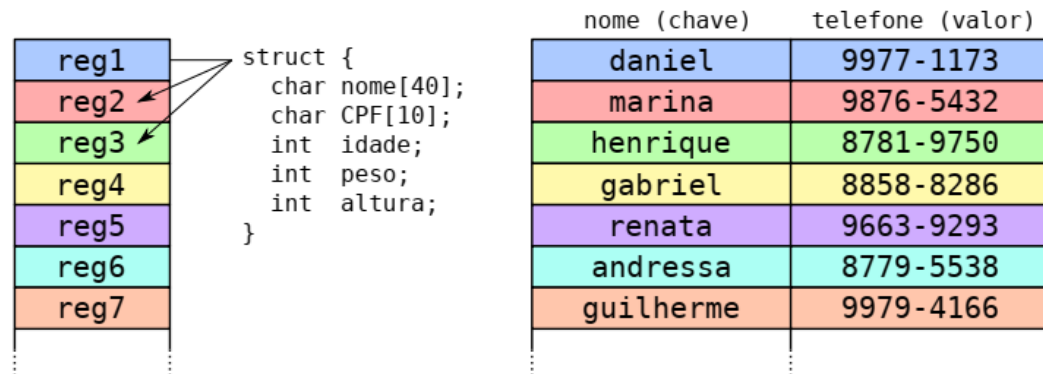 reg1
reg2
reg3
reg4
reg5
reg6
reg7
struct {
char nome[40];
char CPF[10];
int idade;
int peso;
int altura;
}
nome (chave) telefone (valor)
daniel 9977-1173
marina 9876-5432
henrique 8781-9750
gabriel 8858-8286
renata 9663-9293
andressa 8779-5538
guilherme 9979-4166